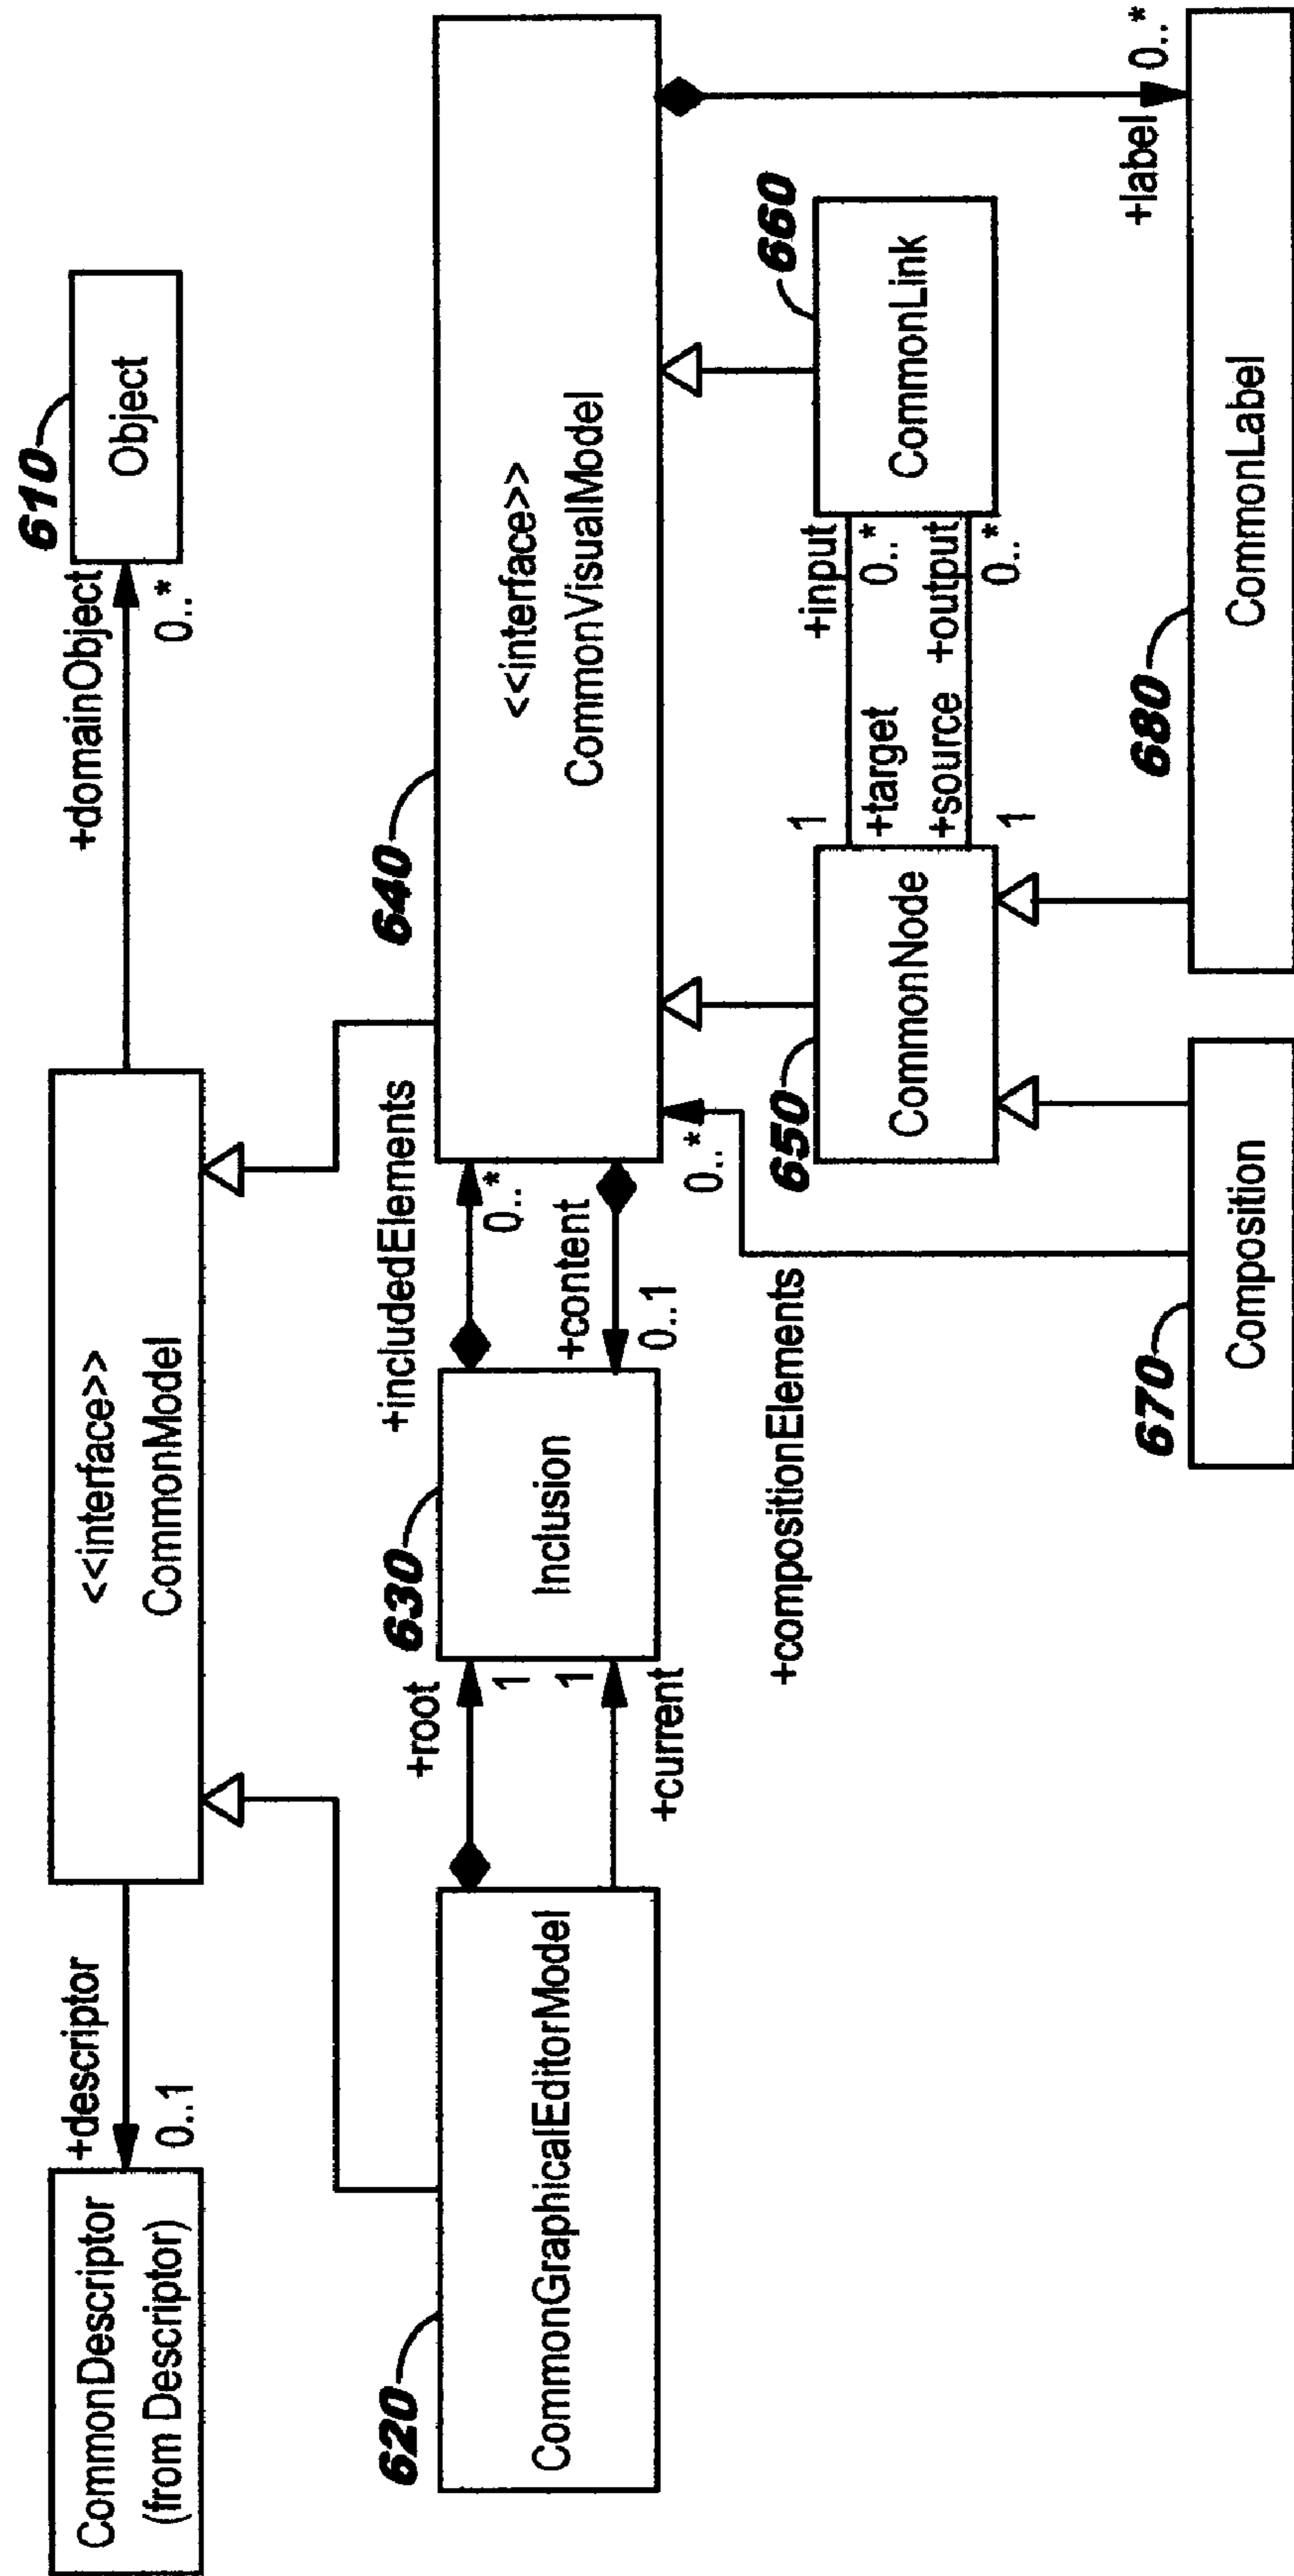 CommonDescriptor
(from Descriptor)
+descriptor
0..1
<<interface>>
CommonModel
+domainObject
0..*
610
Object
620
CommonGraphicalEditorModel
+root
1
1
+current
630
Inclusion
+includedElements
0..*
+content
0..1
640
<<interface>>
CommonVisualModel
+compositionElements
0..*
650
CommonNode
1
+target
+source
1
+input
0..*
+output
0..*
660
CommonLink
670
Composition
680
CommonLabel
+label
0..*